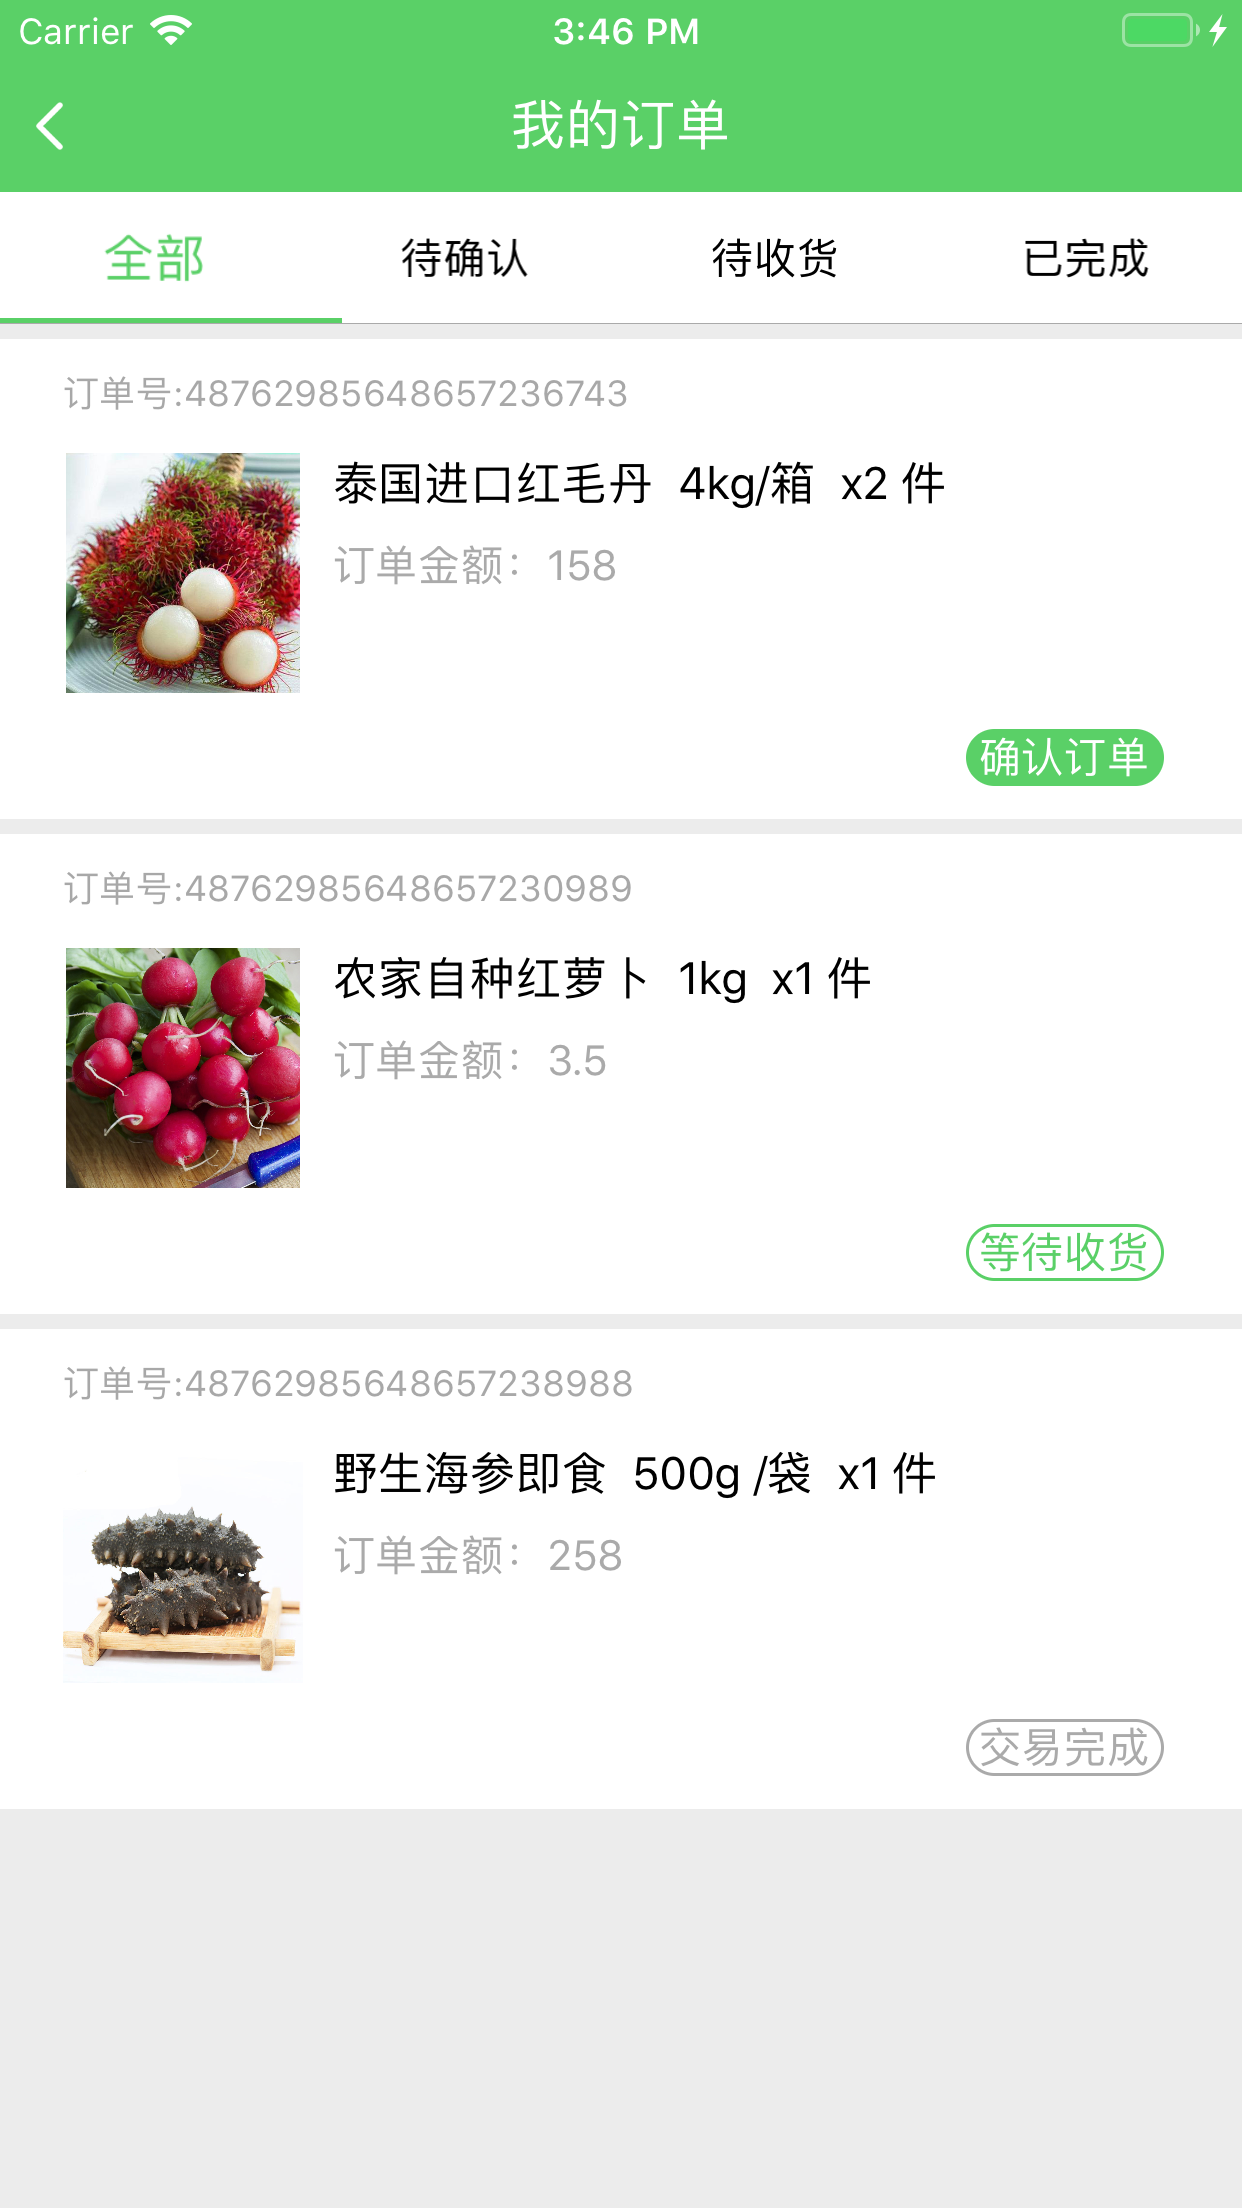 Carrier 3:46 PM
我的订单
全部 待确认 待收货 已完成
订单号:48762985648657236743
泰国进口红毛丹 4kg/箱 x2 件
订单金额：158
确认订单
订单号:48762985648657230989
农家自种红萝卜 1kg x1 件
订单金额：3.5
等待收货
订单号:48762985648657238988
野生海参即食 500g /袋 x1 件
订单金额：258
交易完成